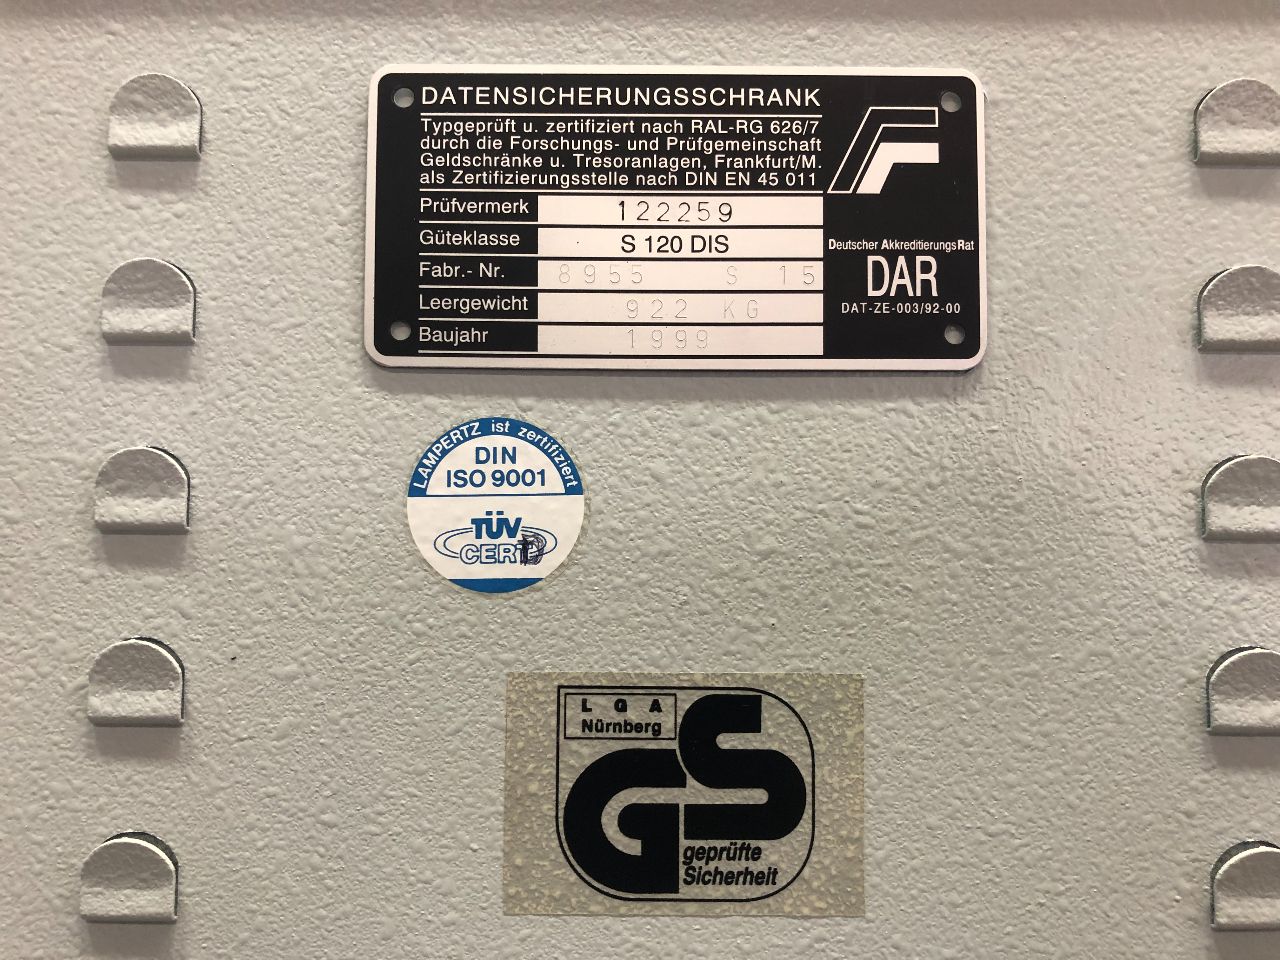 DATENSICHERUNGSSCHRANK
Typgeprüft u. zertifiziert nach RAL-RG 626/7
durch die Forschungs- und Prüfgemeinschaft
Geldschränke u. Tresoranlagen, Frankfurt/M.
als Zertifizierungsstelle nach DIN EN 45 011
Prüfvermerk 122259
Güteklasse S 120 DIS
Fabr.- Nr. 8955 S 15
Leergewicht 922 KG
Baujahr 1999
Deutscher AkkreditierungsRat
DAR
DAT-ZE-003/92-00
LAMPERTZ ist zertifiziert
DIN
ISO 9001
TÜV
CERT
LGA
Nürnberg
GS
geprüfte
Sicherheit